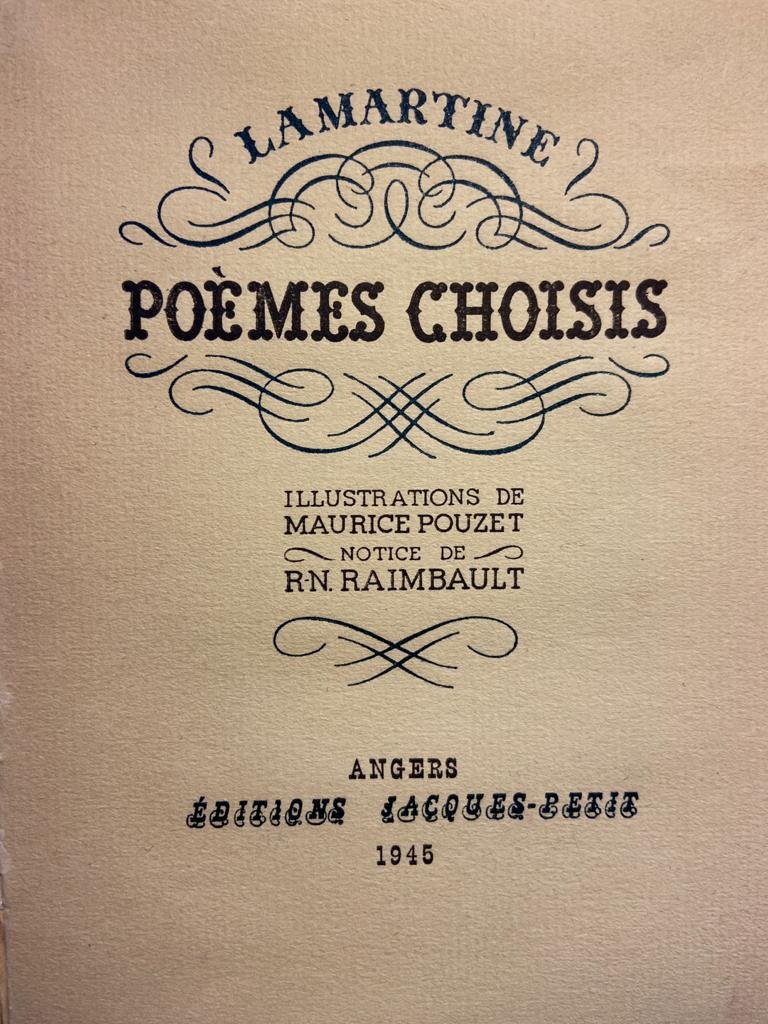 LAMARTINE
POÈMES CHOISIS
ILLUSTRATIONS DE
MAURICE POUZET
NOTICE DE
R-N. RAIMBAULT
ANGERS
ÉDITIONS JACQUES-PETIT
1945